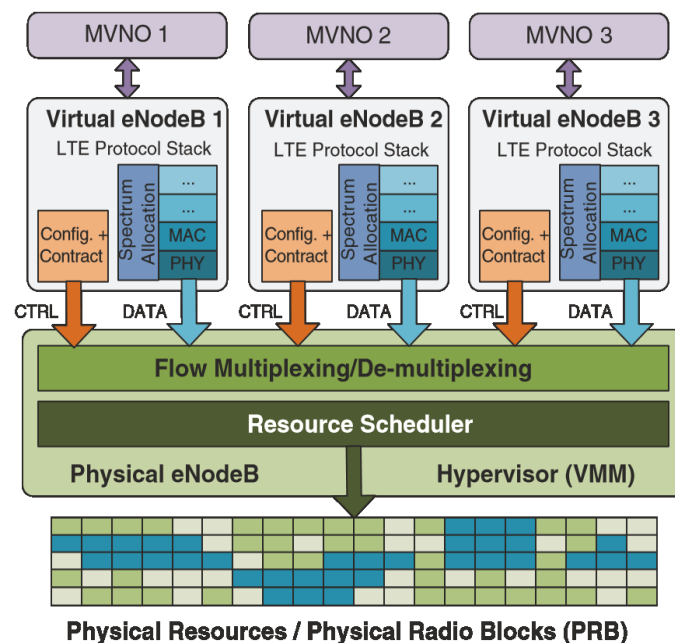 MVNO 1
MVNO 2
MVNO 3
Virtual eNodeB 1
LTE Protocol Stack
Config. +
Contract
Spectrum
Allocation
...
...
MAC
PHY
Virtual eNodeB 2
LTE Protocol Stack
Config. +
Contract
Spectrum
Allocation
...
...
MAC
PHY
Virtual eNodeB 3
LTE Protocol Stack
Config. +
Contract
Spectrum
Allocation
...
...
MAC
PHY
CTRL
DATA
CTRL
DATA
CTRL
DATA
Flow Multiplexing/De-multiplexing
Resource Scheduler
Physical eNodeB
Hypervisor (VMM)
Physical Resources / Physical Radio Blocks (PRB)